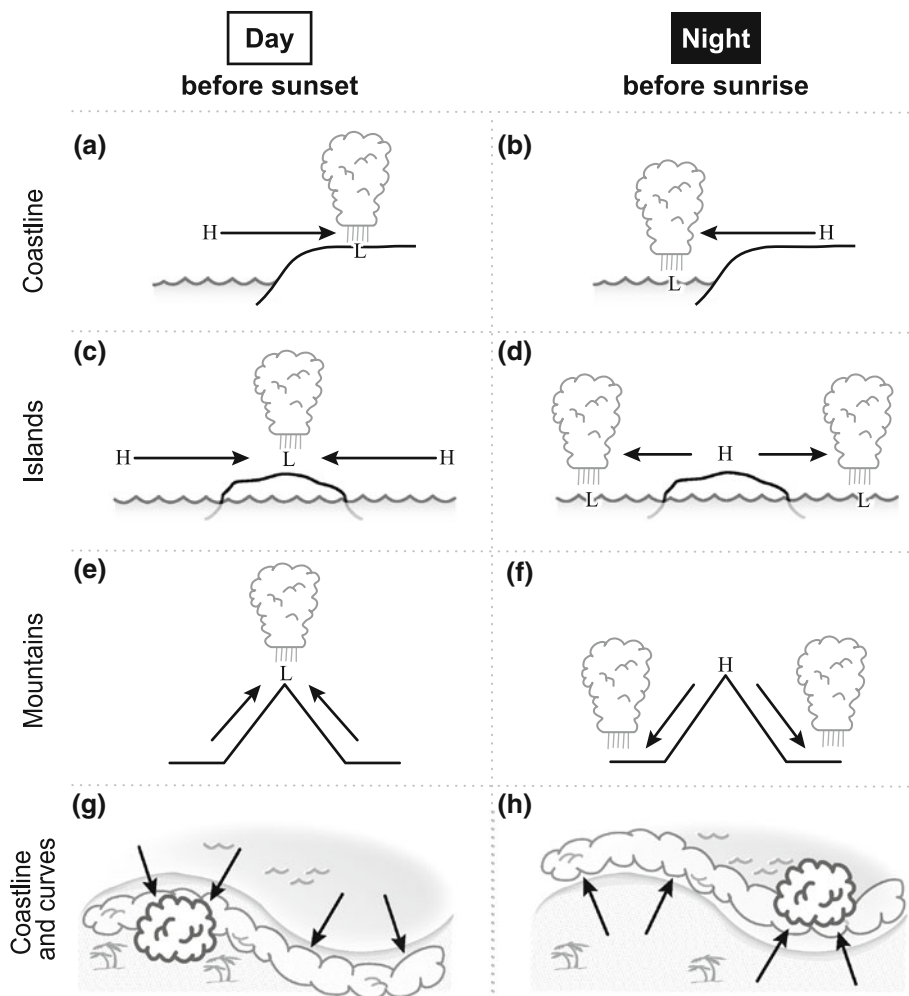 Day
before sunset
Night
before sunrise
Coastline
(a)
H
L
(b)
H
L
Islands
(c)
H
L
H
(d)
H
L
L
Mountains
(e)
L
(f)
H
Coastline
and curves
(g)
(h)